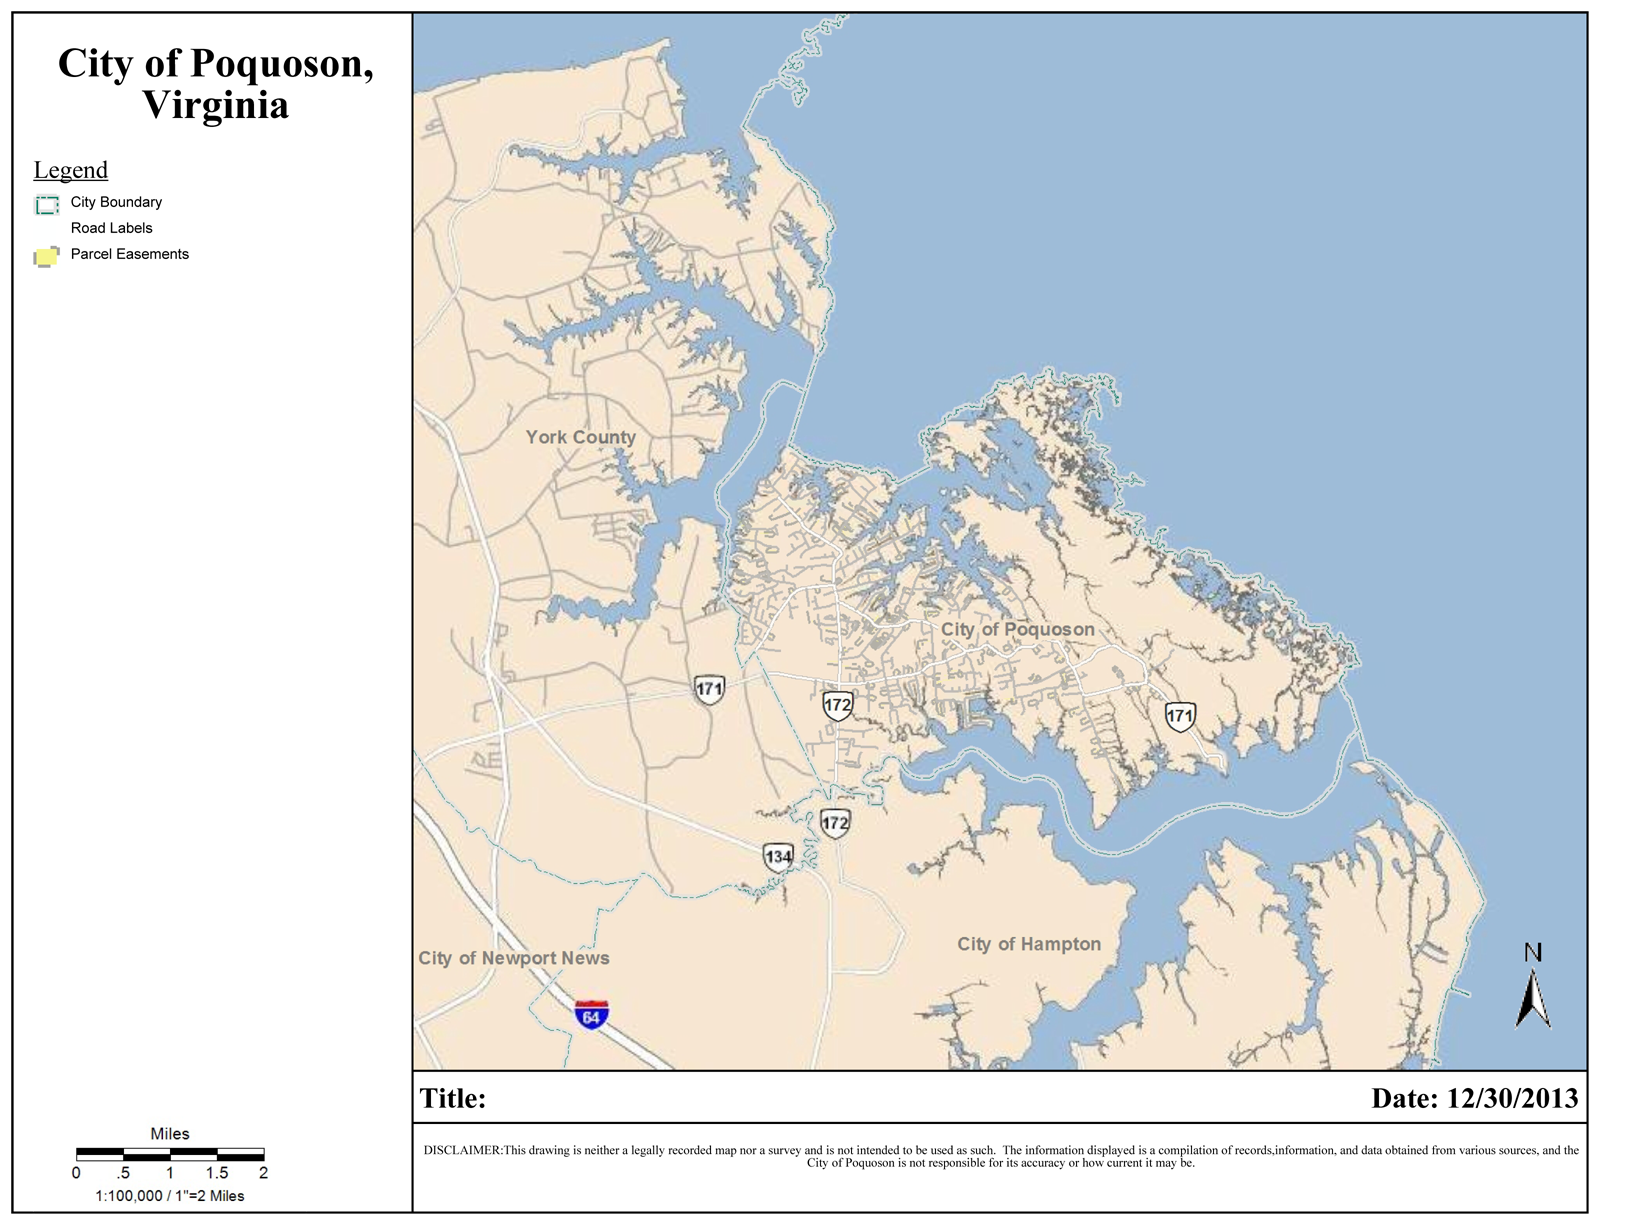 City of Poquoson,
Virginia
Legend
City Boundary
Road Labels
Parcel Easements
York County
City of Poquoson
171
172
171
172
134
City of Hampton
City of Newport News
64
N
Miles
0 .5 1 1.5 2
1:100,000 / 1"=2 Miles
Title:
Date: 12/30/2013
DISCLAIMER:This drawing is neither a legally recorded map nor a survey and is not intended to be used as such. The information displayed is a compilation of records,information, and data obtained from various sources, and the
City of Poquoson is not responsible for its accuracy or how current it may be.